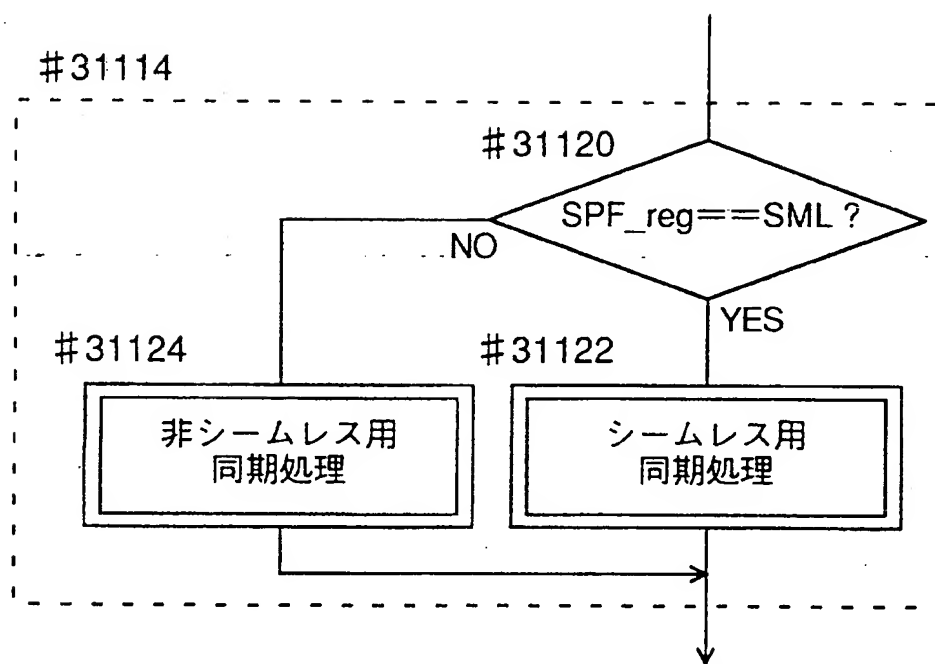 #31114
#31120
SPF_reg==SML ?
NO
YES
#31124
#31122
非シームレス用
同期処理
シームレス用
同期処理